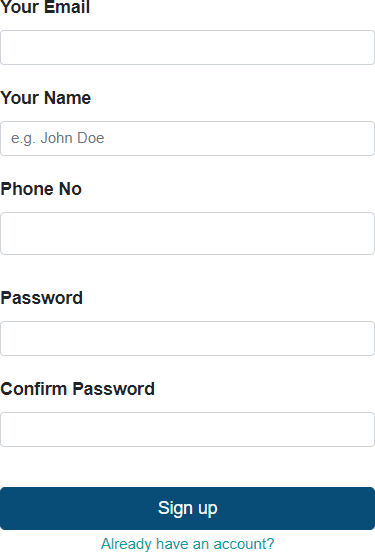 Your Email
Your Name
e.g. John Doe
Phone No
Password
Confirm Password
Sign up
Already have an account?